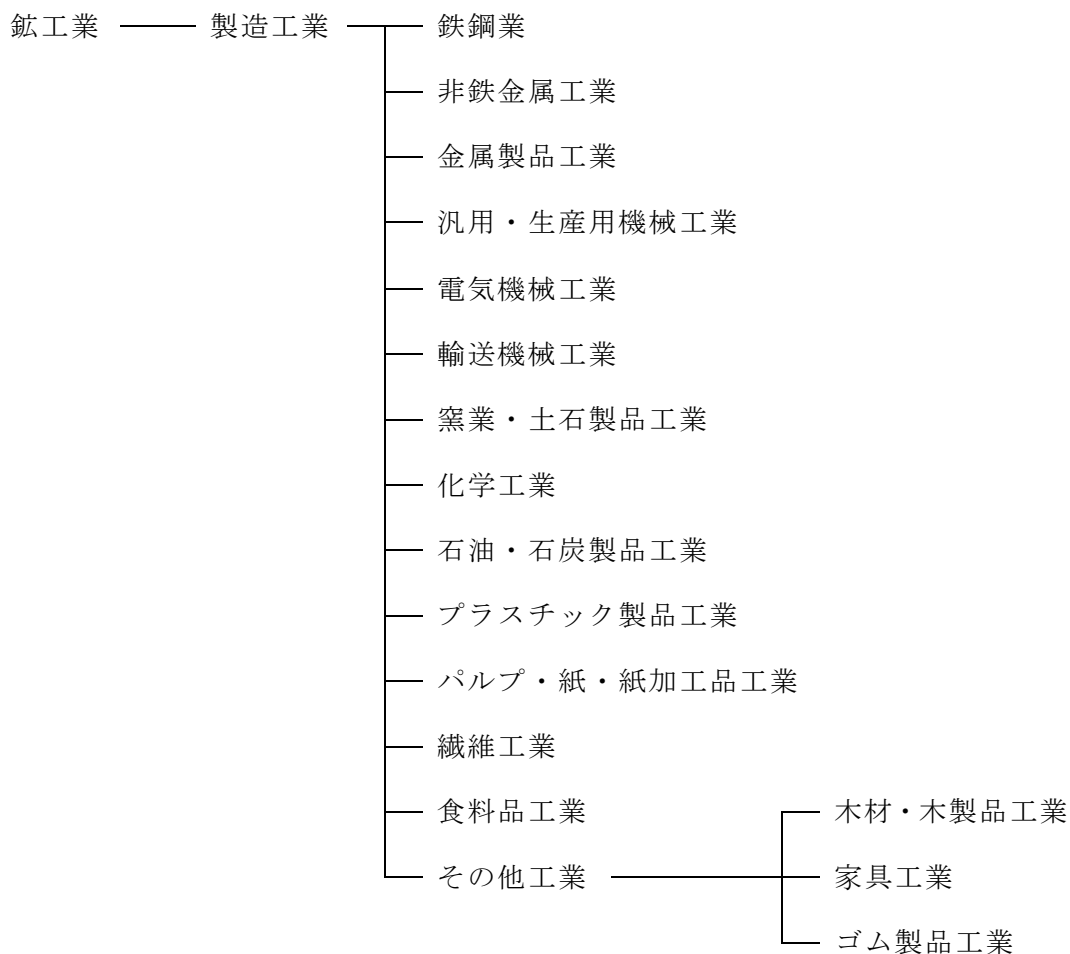 鉱工業 製造工業 鉄鋼業
非鉄金属工業
金属製品工業
汎用・生産用機械工業
電気機械工業
輸送機械工業
窯業・土石製品工業
化学工業
石油・石炭製品工業
プラスチック製品工業
パルプ・紙・紙加工品工業
繊維工業
食料品工業 木材・木製品工業
その他工業 家具工業
ゴム製品工業